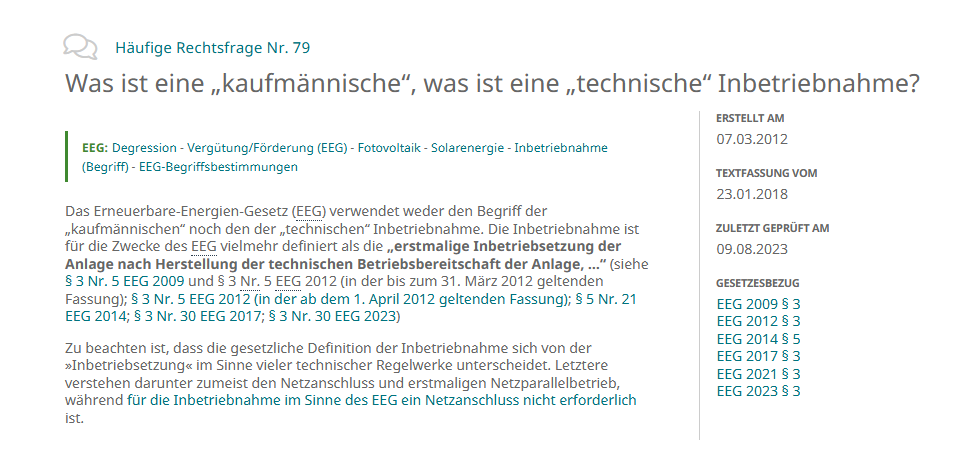 Häufige Rechtsfrage Nr. 79
Was ist eine „kaufmännische“, was ist eine „technische“ Inbetriebnahme?
EEG: Degression - Vergütung/Förderung (EEG) - Fotovoltaik - Solarenergie - Inbetriebnahme
(Begriff) - EEG-Begriffsbestimmungen
Das Erneuerbare-Energien-Gesetz (EEG) verwendet weder den Begriff der
„kaufmännischen“ noch den der „technischen“ Inbetriebnahme. Die Inbetriebnahme ist
für die Zwecke des EEG vielmehr definiert als die „erstmalige Inbetriebsetzung der
Anlage nach Herstellung der technischen Betriebsbereitschaft der Anlage, ...“ (siehe
§ 3 Nr. 5 EEG 2009 und § 3 Nr. 5 EEG 2012 (in der bis zum 31. März 2012 geltenden
Fassung); § 3 Nr. 5 EEG 2012 (in der ab dem 1. April 2012 geltenden Fassung); § 5 Nr. 21
EEG 2014; § 3 Nr. 30 EEG 2017; § 3 Nr. 30 EEG 2023)
Zu beachten ist, dass die gesetzliche Definition der Inbetriebnahme sich von der
»Inbetriebsetzung« im Sinne vieler technischer Regelwerke unterscheidet. Letztere
verstehen darunter zumeist den Netzanschluss und erstmaligen Netzparallelbetrieb,
während für die Inbetriebnahme im Sinne des EEG ein Netzanschluss nicht erforderlich
ist.
ERSTELLT AM
07.03.2012
TEXTFASSUNG VOM
23.01.2018
ZULETZT GEPRÜFT AM
09.08.2023
GESETZESBEZUG
EEG 2009 § 3
EEG 2012 § 3
EEG 2014 § 5
EEG 2017 § 3
EEG 2021 § 3
EEG 2023 § 3